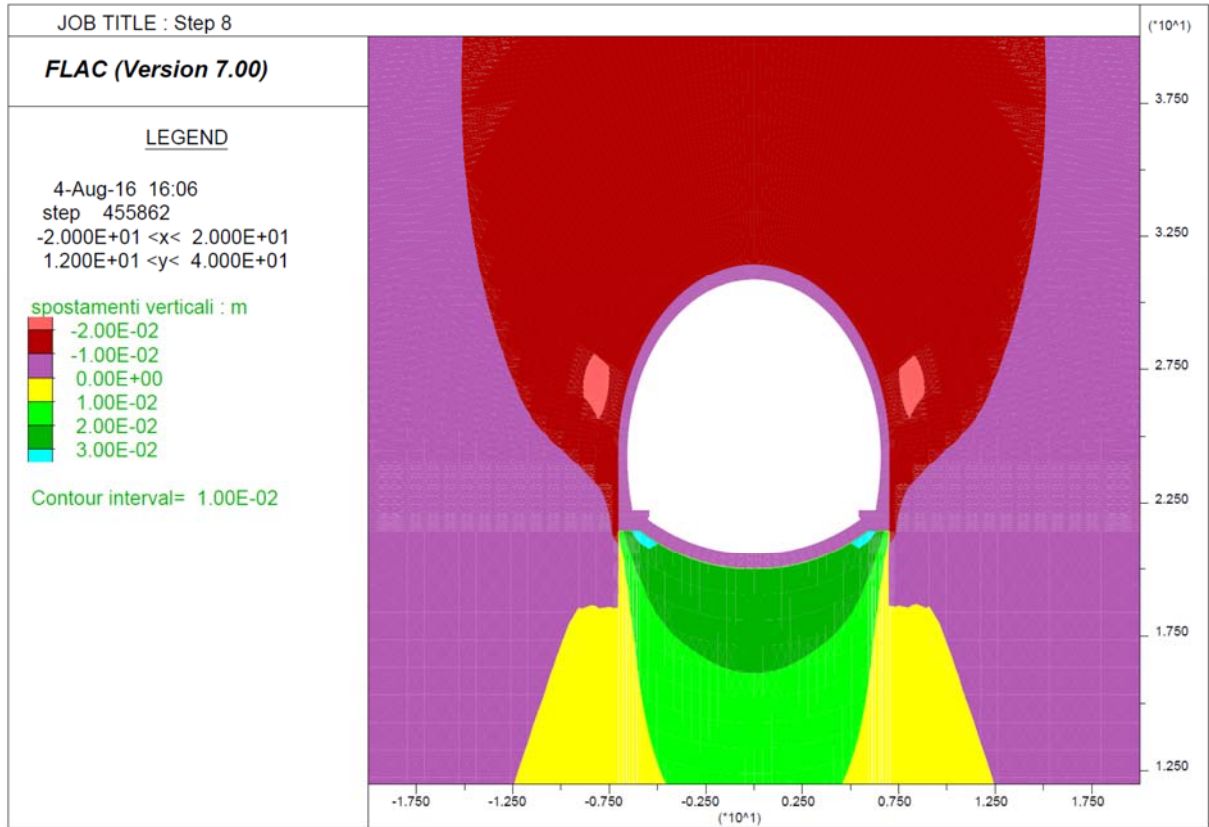 JOB TITLE : Step 8
(*10^1)
FLAC (Version 7.00)
LEGEND
4-Aug-16 16:06
step 455862
-2.000E+01 <x< 2.000E+01
1.200E+01 <y< 4.000E+01
spostamenti verticali : m
-2.00E-02
-1.00E-02
0.00E+00
1.00E-02
2.00E-02
3.00E-02
Contour interval= 1.00E-02
3.750
3.250
2.750
2.250
1.750
1.250
-1.750 -1.250 -0.750 -0.250 0.250 0.750 1.250 1.750
(*10^1)